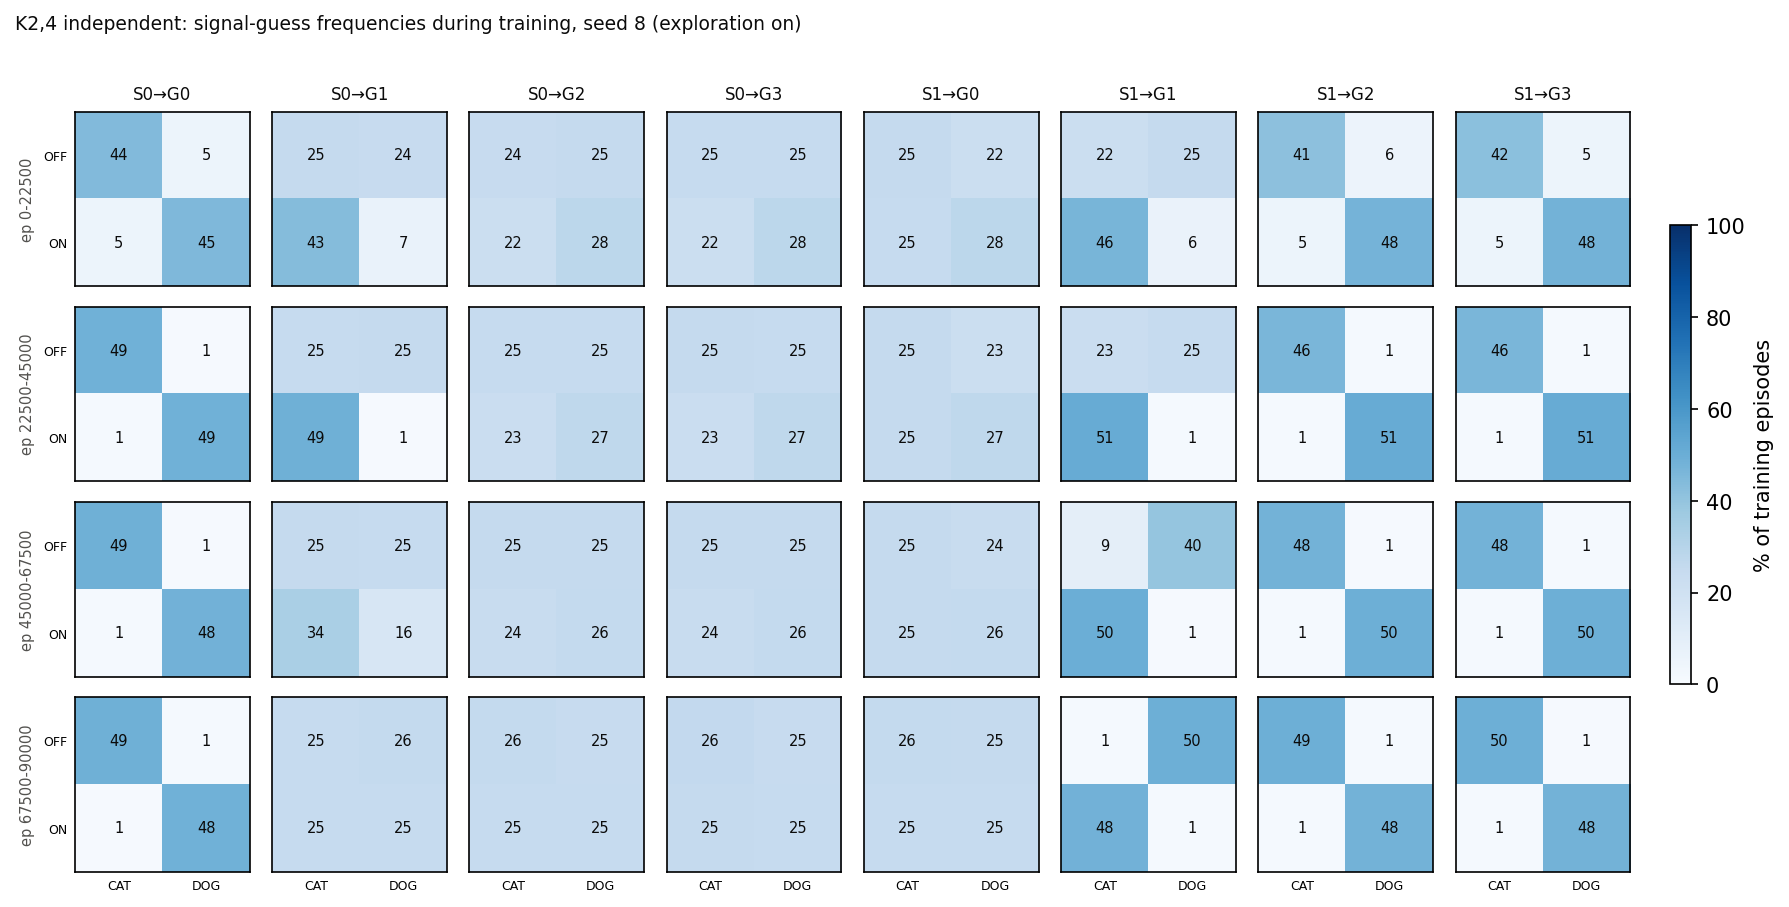 K2,4 independent: signal-guess frequencies during training, seed 8 (exploration on)
S0→G0 S0→G1 S0→G2 S0→G3 S1→G0 S1→G1 S1→G2 S1→G3
ep 0-22500
OFF 44 5 25 24 24 25 25 25 25 22 22 25 41 6 42 5
ON 5 45 43 7 22 28 22 28 25 28 46 6 5 48 5 48
ep 22500-45000
OFF 49 1 25 25 25 25 25 25 25 23 23 25 46 1 46 1
ON 1 49 49 1 23 27 23 27 25 27 51 1 1 51 1 51
ep 45000-67500
OFF 49 1 25 25 25 25 25 25 25 24 9 40 48 1 48 1
ON 1 48 34 16 24 26 24 26 25 26 50 1 1 50 1 50
ep 67500-90000
OFF 49 1 25 26 26 25 26 25 26 25 1 50 49 1 50 1
ON 1 48 25 25 25 25 25 25 25 25 48 1 1 48 1 48
CAT DOG CAT DOG CAT DOG CAT DOG CAT DOG CAT DOG CAT DOG CAT DOG
100
80
60
40
20
0
% of training episodes